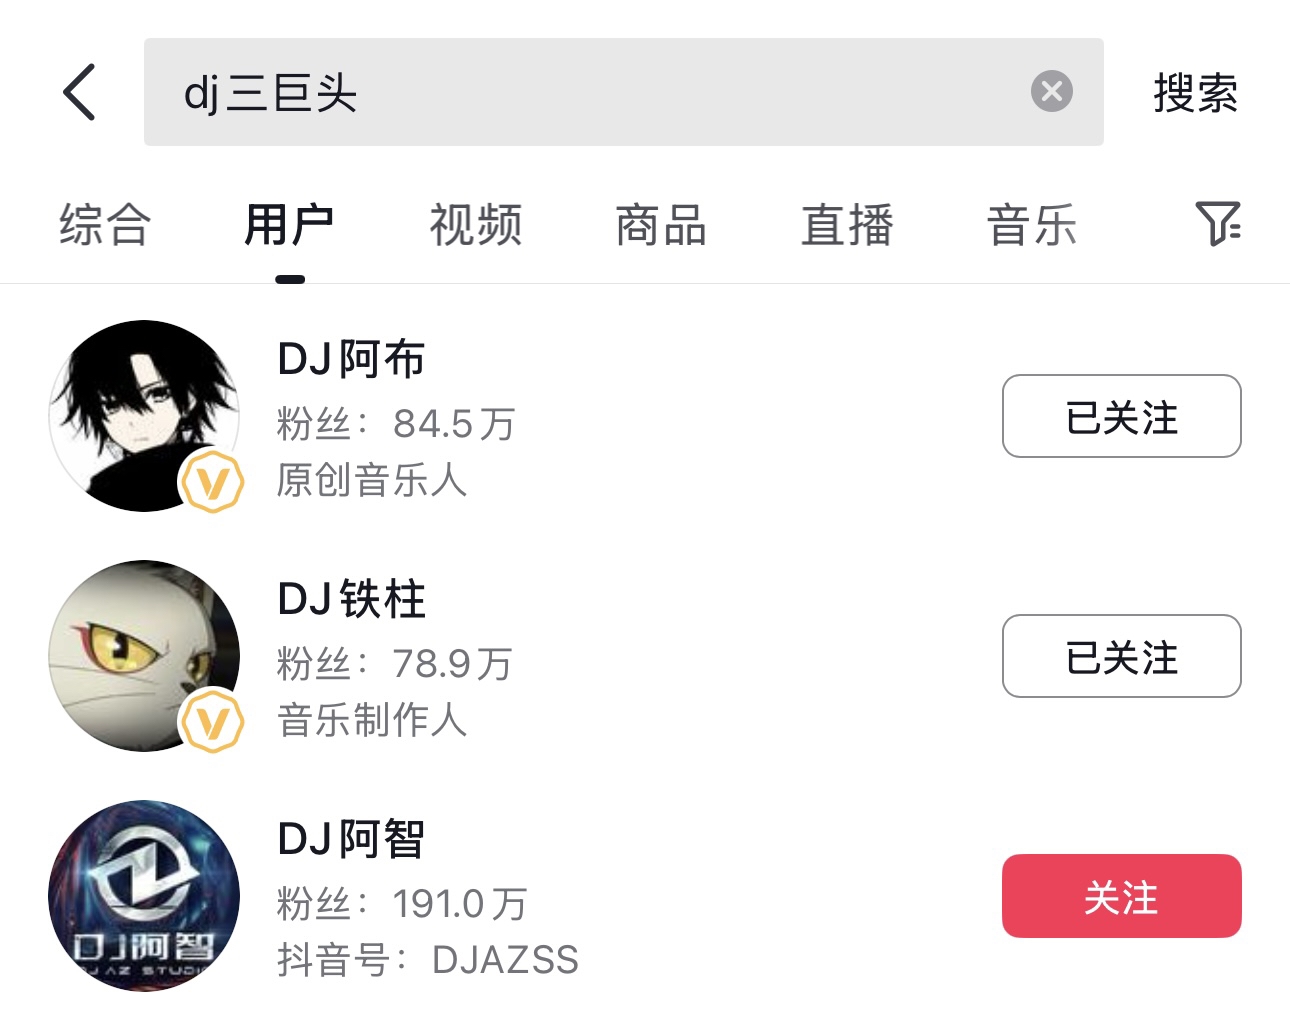 dj三巨头
搜索
综合 用户 视频 商品 直播 音乐
DJ阿布
粉丝：84.5万
原创音乐人
已关注
DJ铁柱
粉丝：78.9万
音乐制作人
已关注
DJ阿智
粉丝：191.0万
抖音号：DJAZSS
关注
DJ阿智
DJ AZ STUDIO